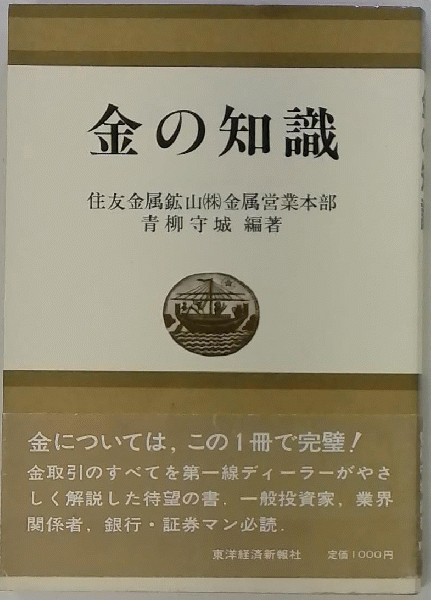 金の知識
住友金属鉱山㈱金属営業本部
青柳守城 編著
金については，この1冊で完璧！
金取引のすべてを第一線ディーラーがやさ
しく解説した待望の書．一般投資家，業界
関係者，銀行・証券マン必読．
東洋経済新報社 定価1000円